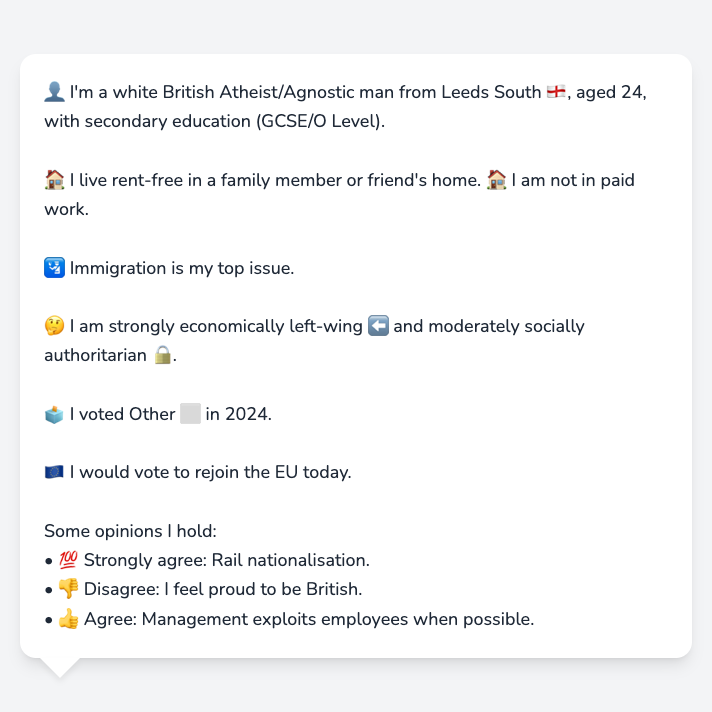 👤 I'm a white British Atheist/Agnostic man from Leeds South 🏴󠁧󠁢󠁥󠁮󠁧󠁿, aged 24,
with secondary education (GCSE/O Level).
🏠 I live rent-free in a family member or friend's home. 🏠 I am not in paid
work.
🛂 Immigration is my top issue.
🤔 I am strongly economically left-wing ⬅️ and moderately socially
authoritarian 🔒.
🗳️ I voted Other ⬜ in 2024.
🇪🇺 I would vote to rejoin the EU today.
Some opinions I hold:
• 💯 Strongly agree: Rail nationalisation.
• 👎 Disagree: I feel proud to be British.
• 👍 Agree: Management exploits employees when possible.